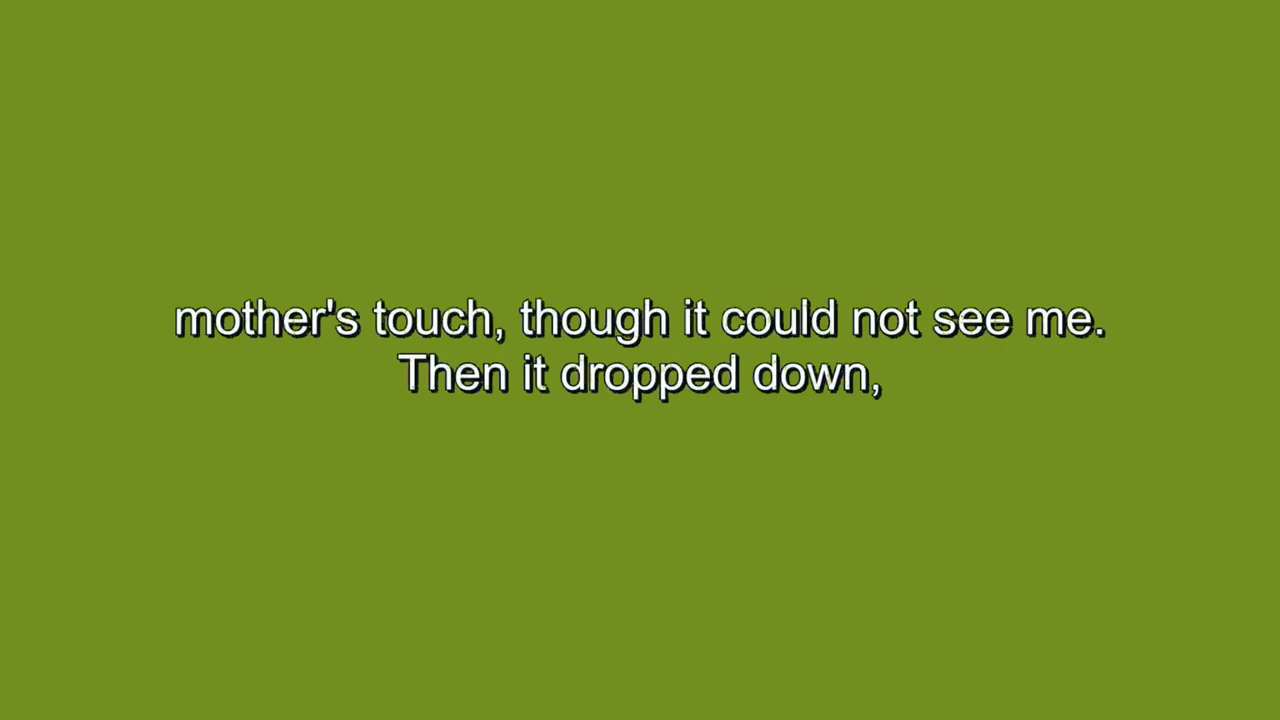 mother's touch, though it could not see me.
Then it dropped down,